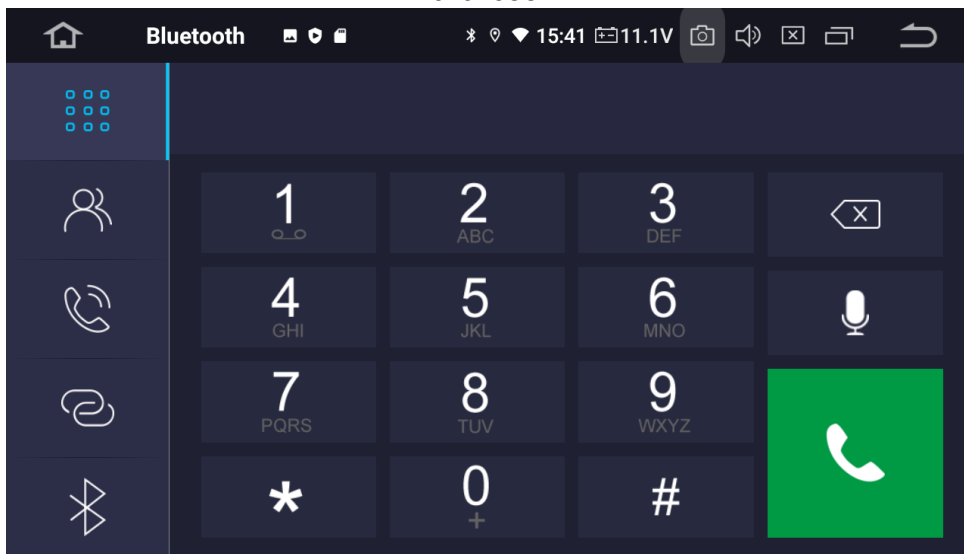 Bluetooth 15:41 11.1V
1 2 3
ABC DEF
4 5 6
GHI JKL MNO
7 8 9
PQRS TUV WXYZ
* 0 #
+